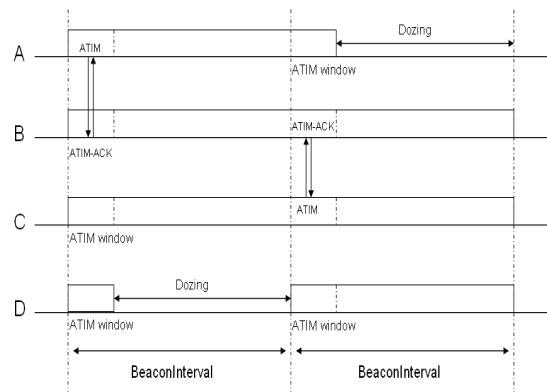 Dozing
A
ATIM
ATIM window
B
ATIM-ACK
ATIM-ACK
C
ATIM
ATIM window
D
Dozing
ATIM window
ATIM window
BeaconInterval
BeaconInterval